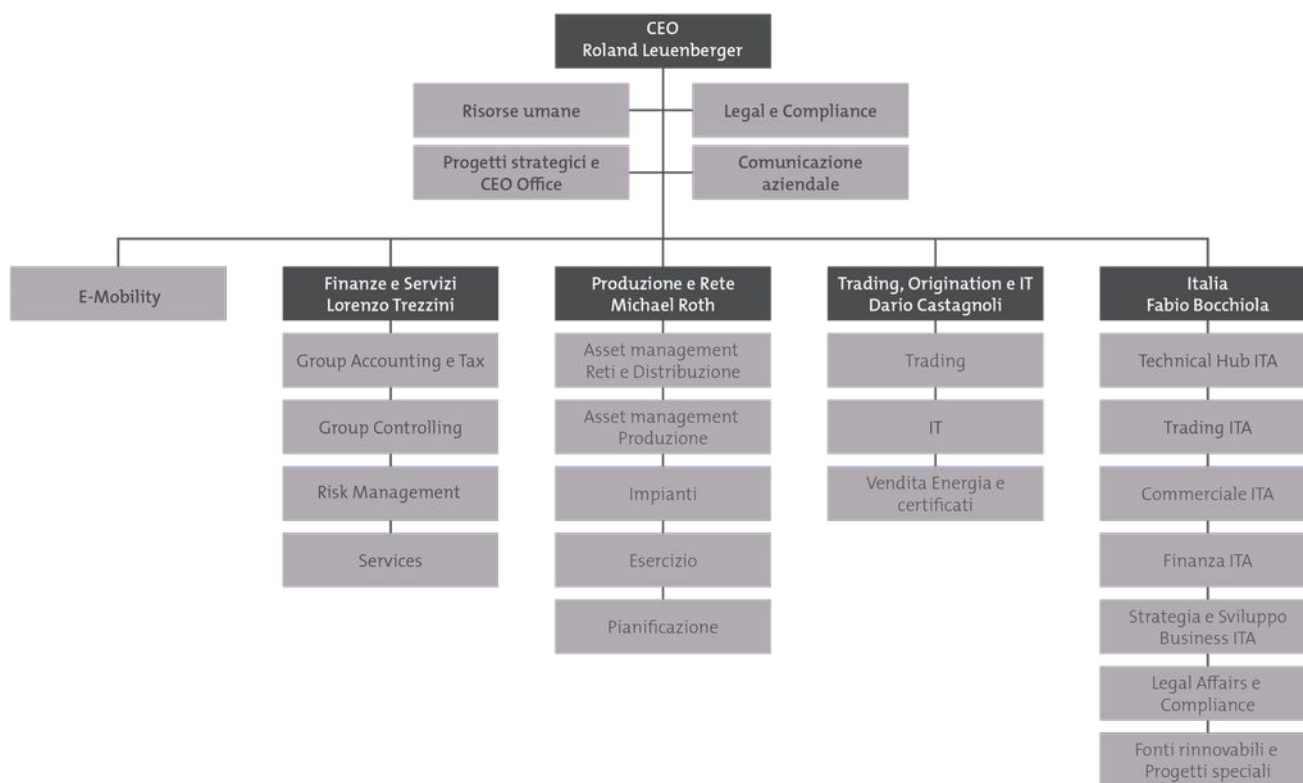 CEO
Roland Leuenberger
Risorse umane
Legal e Compliance
Progetti strategici e
CEO Office
Comunicazione
aziendale
E-Mobility
Finanze e Servizi
Lorenzo Trezzini
Group Accounting e Tax
Group Controlling
Risk Management
Services
Produzione e Rete
Michael Roth
Asset management
Reti e Distribuzione
Asset management
Produzione
Impianti
Esercizio
Pianificazione
Trading, Origination e IT
Dario Castagnoli
Trading
IT
Vendita Energia e
certificati
Italia
Fabio Bocchiola
Technical Hub ITA
Trading ITA
Commerciale ITA
Finanza ITA
Strategia e Sviluppo
Business ITA
Legal Affairs e
Compliance
Fonti rinnovabili e
Progetti speciali